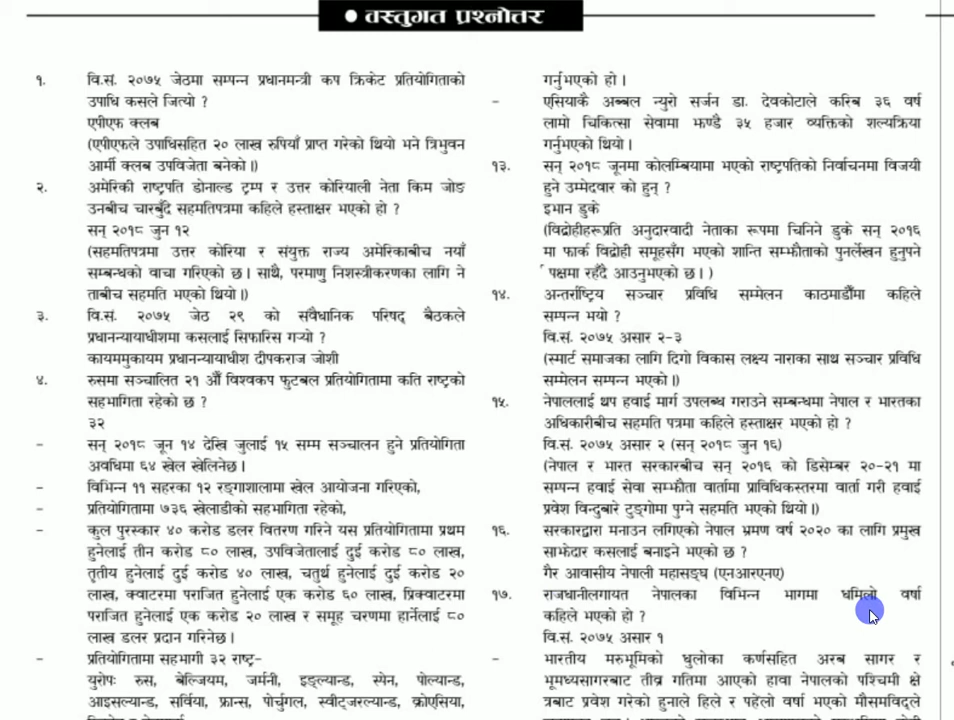 ● वस्तुगत प्रश्नोत्तर
१. वि.सं. २०७५ जेठमा सम्पन्न प्रधानमन्त्री कप क्रिकेट प्रतियोगिताको
उपाधि कसले जित्यो ?
एपीएफ क्लब
(एपीएफले उपाधिसहित २० लाख रुपियाँ प्राप्त गरेको थियो भने त्रिभुवन
आर्मी क्लब उपविजेता बनेको ।)
२. अमेरिकी राष्ट्रपति डोनाल्ड ट्रम्प र उत्तर कोरियाली नेता किम जोङ
उनबीच चारबुँदै सहमतिपत्रमा कहिले हस्ताक्षर भएको हो ?
सन् २०१८ जुन १२
(सहमतिपत्रमा उत्तर कोरिया र संयुक्त राज्य अमेरिकाबीच नयाँ
सम्बन्धको वाचा गरिएको छ । साथै, परमाणु निशस्त्रीकरणका लागि ने
ताबीच सहमति भएको थियो ।)
३. वि.सं. २०७५ जेठ २९ को संवैधानिक परिषद् बैठकले
प्रधानन्यायाधीशमा कसलाई सिफारिस गऱ्यो ?
कायममुकायम प्रधानन्यायाधीश दीपकराज जोशी
४. रुसमा सञ्चालित २१ औँ विश्वकप फुटबल प्रतियोगितामा कति राष्ट्रको
सहभागिता रहेको छ ?
३२
– सन् २०१८ जून १४ देखि जुलाई १५ सम्म सञ्चालन हुने प्रतियोगिता
अवधिमा ६४ खेल खेलिनेछ ।
– विभिन्न ११ सहरका १२ रङ्गाशालामा खेल आयोजना गरिएको,
– प्रतियोगितामा ७३६ खेलाडीको सहभागिता रहेको,
– कुल पुरस्कार ४० करोड डलर वितरण गरिने यस प्रतियोगितामा प्रथम
हुनेलाई तीन करोड ८० लाख, उपविजेतालाई दुई करोड ८० लाख,
तृतीय हुनेलाई दुई करोड ४० लाख, चतुर्थ हुनेलाई दुई करोड २०
लाख, क्वाटरमा पराजित हुनेलाई एक करोड ६० लाख, प्रिक्वाटरमा
पराजित हुनेलाई एक करोड २० लाख र समूह चरणमा हार्नेलाई ८०
लाख डलर प्रदान गरिनेछ ।
– प्रतियोगितामा सहभागी ३२ राष्ट्र–
युरोपः रुस, बेल्जियम, जर्मनी, इङ्ल्यान्ड, स्पेन, पोल्यान्ड,
आइसल्यान्ड, सर्विया, फ्रान्स, पोर्चुगल, स्वीट्जरल्यान्ड, क्रोएसिया,
गर्नुभएको हो ।
– एसियाकै अब्बल न्युरो सर्जन डा. देवकोटाले करिब ३६ वर्ष
लामो चिकित्सा सेवामा झण्डै ३५ हजार व्यक्तिको शल्यक्रिया
गर्नुभएको थियो ।
१३. सन् २०१८ जूनमा कोलम्बियामा भएको राष्ट्रपतिको निर्वाचनमा विजयी
हुने उम्मेदवार को हुन् ?
इभान डुके
(विद्रोहीहरूप्रति अनुदारवादी नेताका रूपमा चिनिने डुके सन् २०१६
मा फार्क विद्रोही समूहसँग भएको शान्ति सम्झौताको पुनर्लेखन हुनुपने
पक्षमा रहँदै आउनुभएको छ । )
१४. अन्तर्राष्ट्रिय सञ्चार प्रविधि सम्मेलन काठमाडौँमा कहिले
सम्पन्न भयो ?
वि.सं. २०७५ असार २-३
(स्मार्ट समाजका लागि दिगो विकास लक्ष्य नाराका साथ सञ्चार प्रविधि
सम्मेलन सम्पन्न भएको ।)
१५. नेपाललाई थप हवाई मार्ग उपलब्ध गराउने सम्बन्धमा नेपाल र भारतका
अधिकारीबीच सहमति पत्रमा कहिले हस्ताक्षर भएको हो ?
वि.सं. २०७५ असार २ (सन् २०१८ जुन १६)
(नेपाल र भारत सरकारबीच सन् २०१६ को डिसेम्बर २०-२१ मा
सम्पन्न हवाई सेवा सम्झौता वार्तामा प्राविधिकस्तरमा वार्ता गरी हवाई
प्रवेश विन्दुबारे टुङ्गोमा पुग्ने सहमति भएको थियो ।)
१६. सरकारद्वारा मनाउन लगिएको नेपाल भ्रमण वर्ष २०२० का लागि प्रमुख
साझेदार कसलाई बनाइने भएको छ ?
गैर आवासीय नेपाली महासङ्घ (एनआरएनए)
१७. राजधानीलगायत नेपालका विभिन्न भागमा धमिलो वर्षा
कहिले भएको हो ?
वि.सं. २०७५ असार १
– भारतीय मरुभूमिको धुलोका कर्णसहित अरब सागर र
भूमध्यसागरबाट तीव्र गतिमा आएको हावा नेपालको पश्चिमी क्षे
त्रबाट प्रवेश गरेको हुनाले हिले र पहेंलो वर्षा भएको मौसमविद्ले